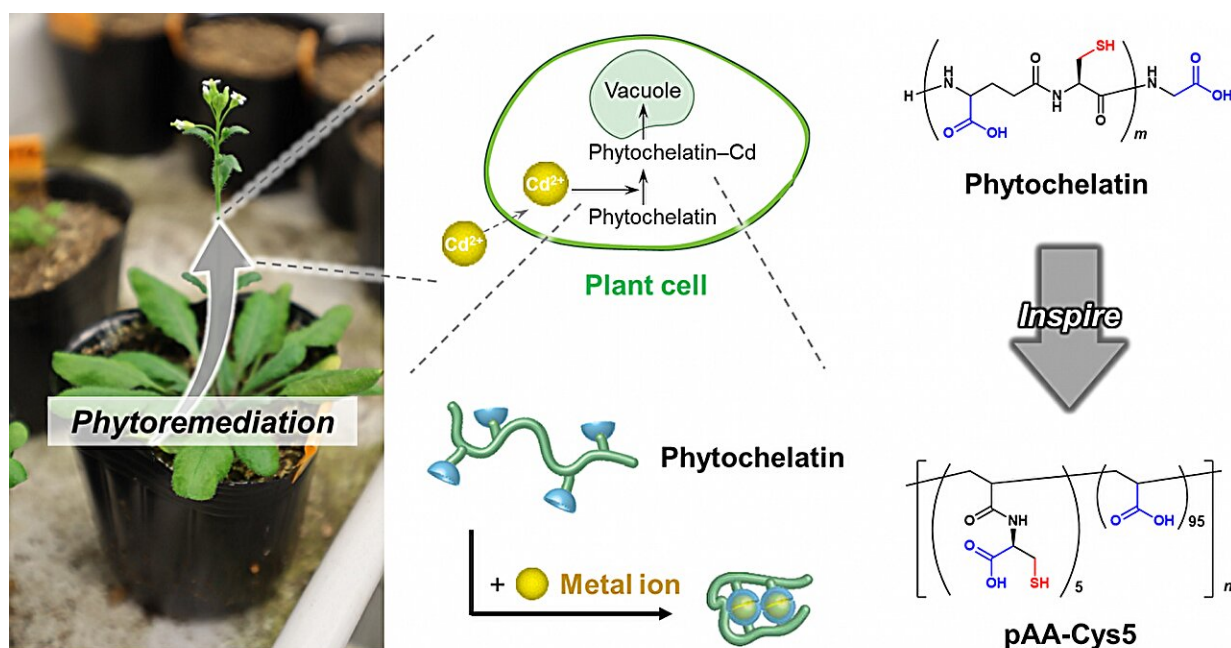 Phytoremediation
Vacuole
Phytochelatin–Cd
Cd²⁺
Phytochelatin
Cd²⁺
Plant cell
Phytochelatin
+ Metal ion
SH
O
H
N
O
H
N
O
H
N
OH
O
OH
N
H
O
m
Phytochelatin
Inspire
O
NH
O
OH
SH
5
O
OH
95
n
pAA-Cys5